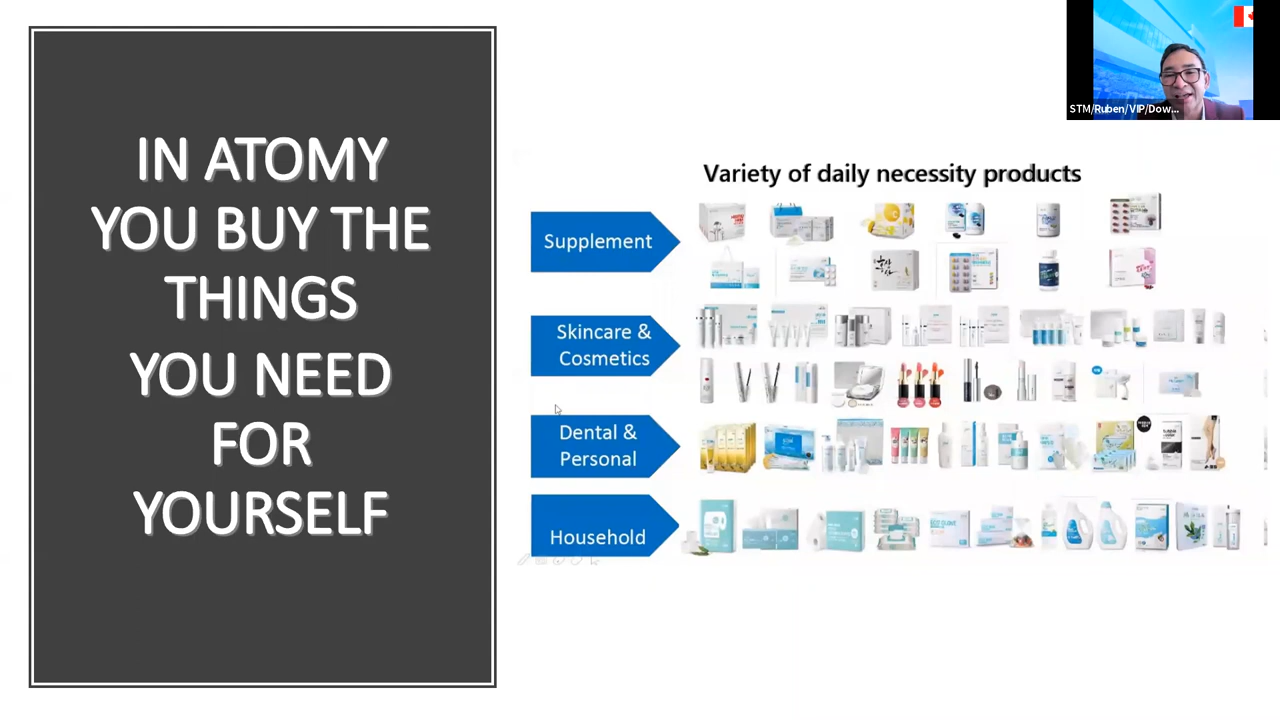 IN ATOMY
YOU BUY THE
THINGS
YOU NEED
FOR
YOURSELF
STM/Ruben/VIP/Dow...
Variety of daily necessity products
Supplement
Skincare &
Cosmetics
Dental &
Personal
Household